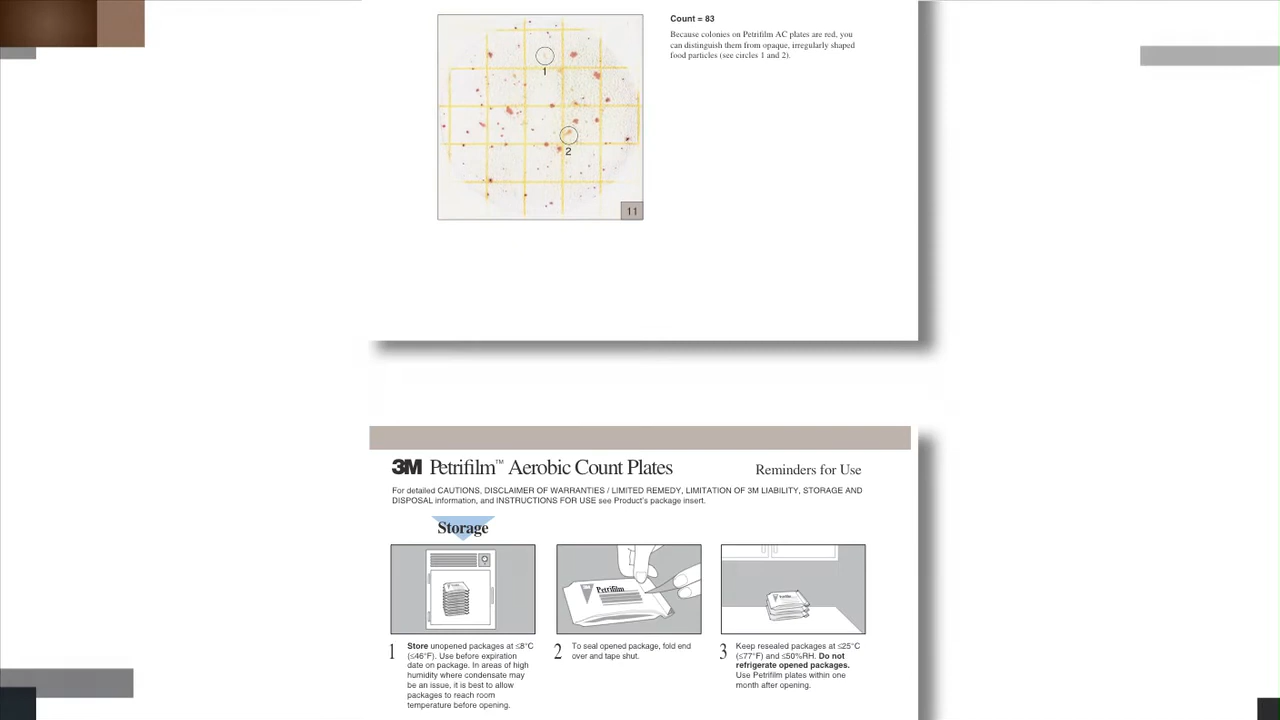 Count = 83
Because colonies on Petrifilm AC plates are red, you
can distinguish them from opaque, irregularly shaped
food particles (see circles 1 and 2).
1
2
11
3M Petrifilm™ Aerobic Count Plates
Reminders for Use
For detailed CAUTIONS, DISCLAIMER OF WARRANTIES / LIMITED REMEDY, LIMITATION OF 3M LIABILITY, STORAGE AND
DISPOSAL information, and INSTRUCTIONS FOR USE see Product's package insert.
Storage
Petrifilm
1 Store unopened packages at ≤8°C
(≤46°F). Use before expiration
date on package. In areas of high
humidity where condensate may
be an issue, it is best to allow
packages to reach room
temperature before opening.
2 To seal opened package, fold end
over and tape shut.
3 Keep resealed packages at ≤25°C
(≤77°F) and ≤50%RH. Do not
refrigerate opened packages.
Use Petrifilm plates within one
month after opening.